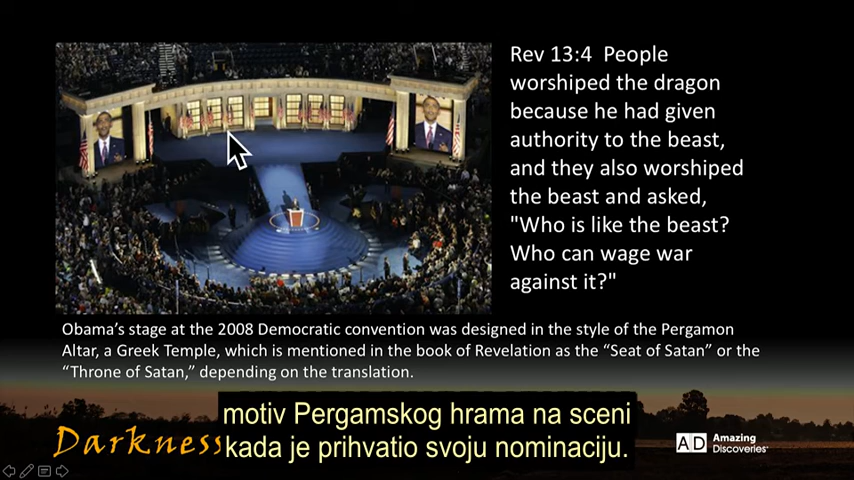 Rev 13:4  People
worshiped the dragon
because he had given
authority to the beast,
and they also worshiped
the beast and asked,
"Who is like the beast?
Who can wage war
against it?"
Obama’s stage at the 2008 Democratic convention was designed in the style of the Pergamon
Altar, a Greek Temple, which is mentioned in the book of Revelation as the “Seat of Satan” or the
“Throne of Satan,” depending on the translation.
motiv Pergamskog hrama na sceni
kada je prihvatio svoju nominaciju.
Darkness
AD Amazing
Discoveries